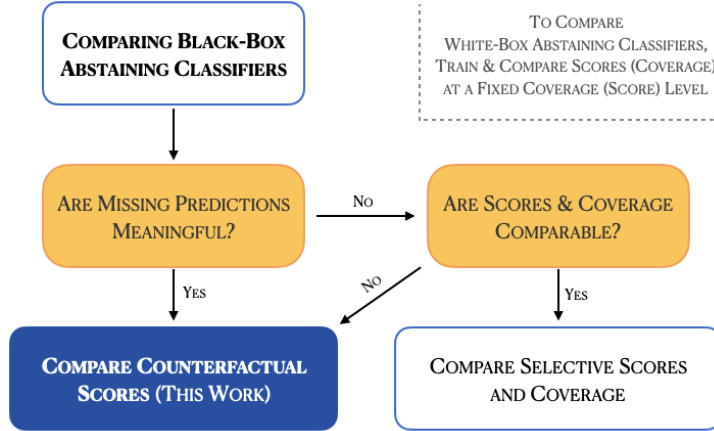 COMPARING BLACK-BOX
ABSTAINING CLASSIFIERS
TO COMPARE
WHITE-BOX ABSTAINING CLASSIFIERS,
TRAIN & COMPARE SCORES (COVERAGE)
AT A FIXED COVERAGE (SCORE) LEVEL
ARE MISSING PREDICTIONS
MEANINGFUL?
NO
ARE SCORES & COVERAGE
COMPARABLE?
YES
NO
YES
COMPARE COUNTERFACTUAL
SCORES (THIS WORK)
COMPARE SELECTIVE SCORES
AND COVERAGE